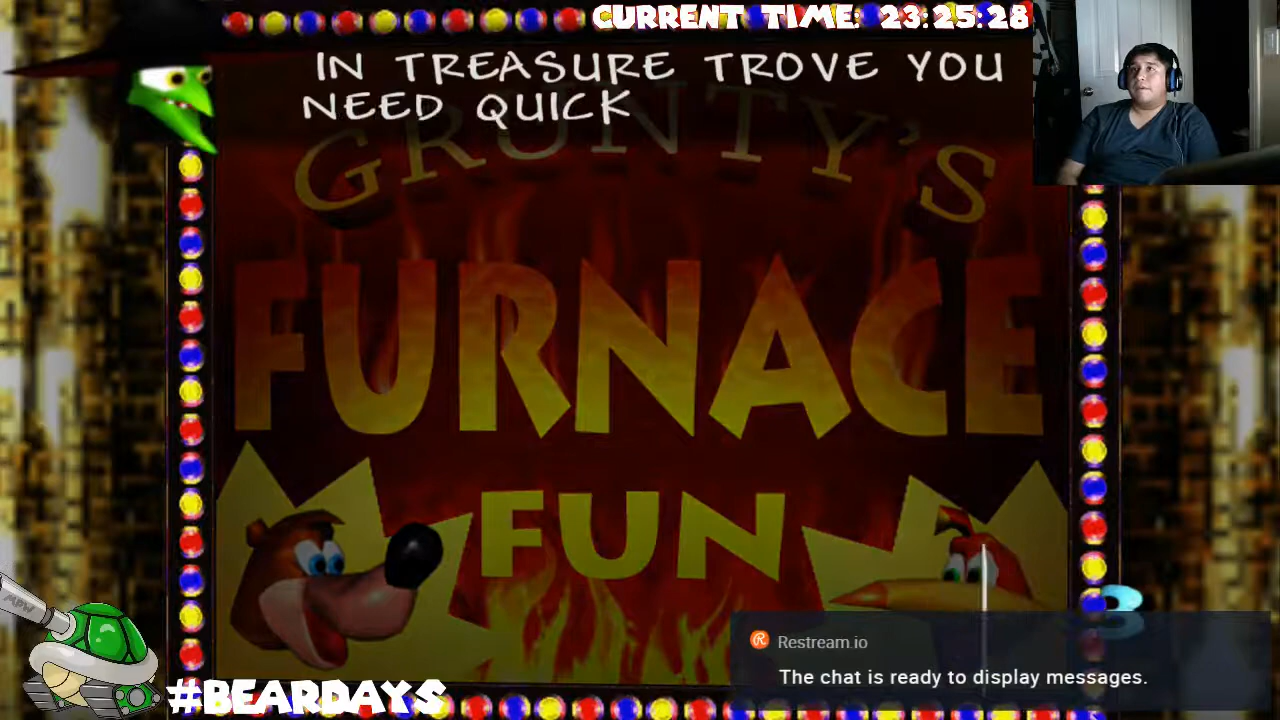 CURRENT TIME: 23:25:28
IN TREASURE TROVE YOU
NEED QUICK
GRUNTY'S
FURNACE
FUN
MPW
Restream.io
The chat is ready to display messages.
#BEARDAYS